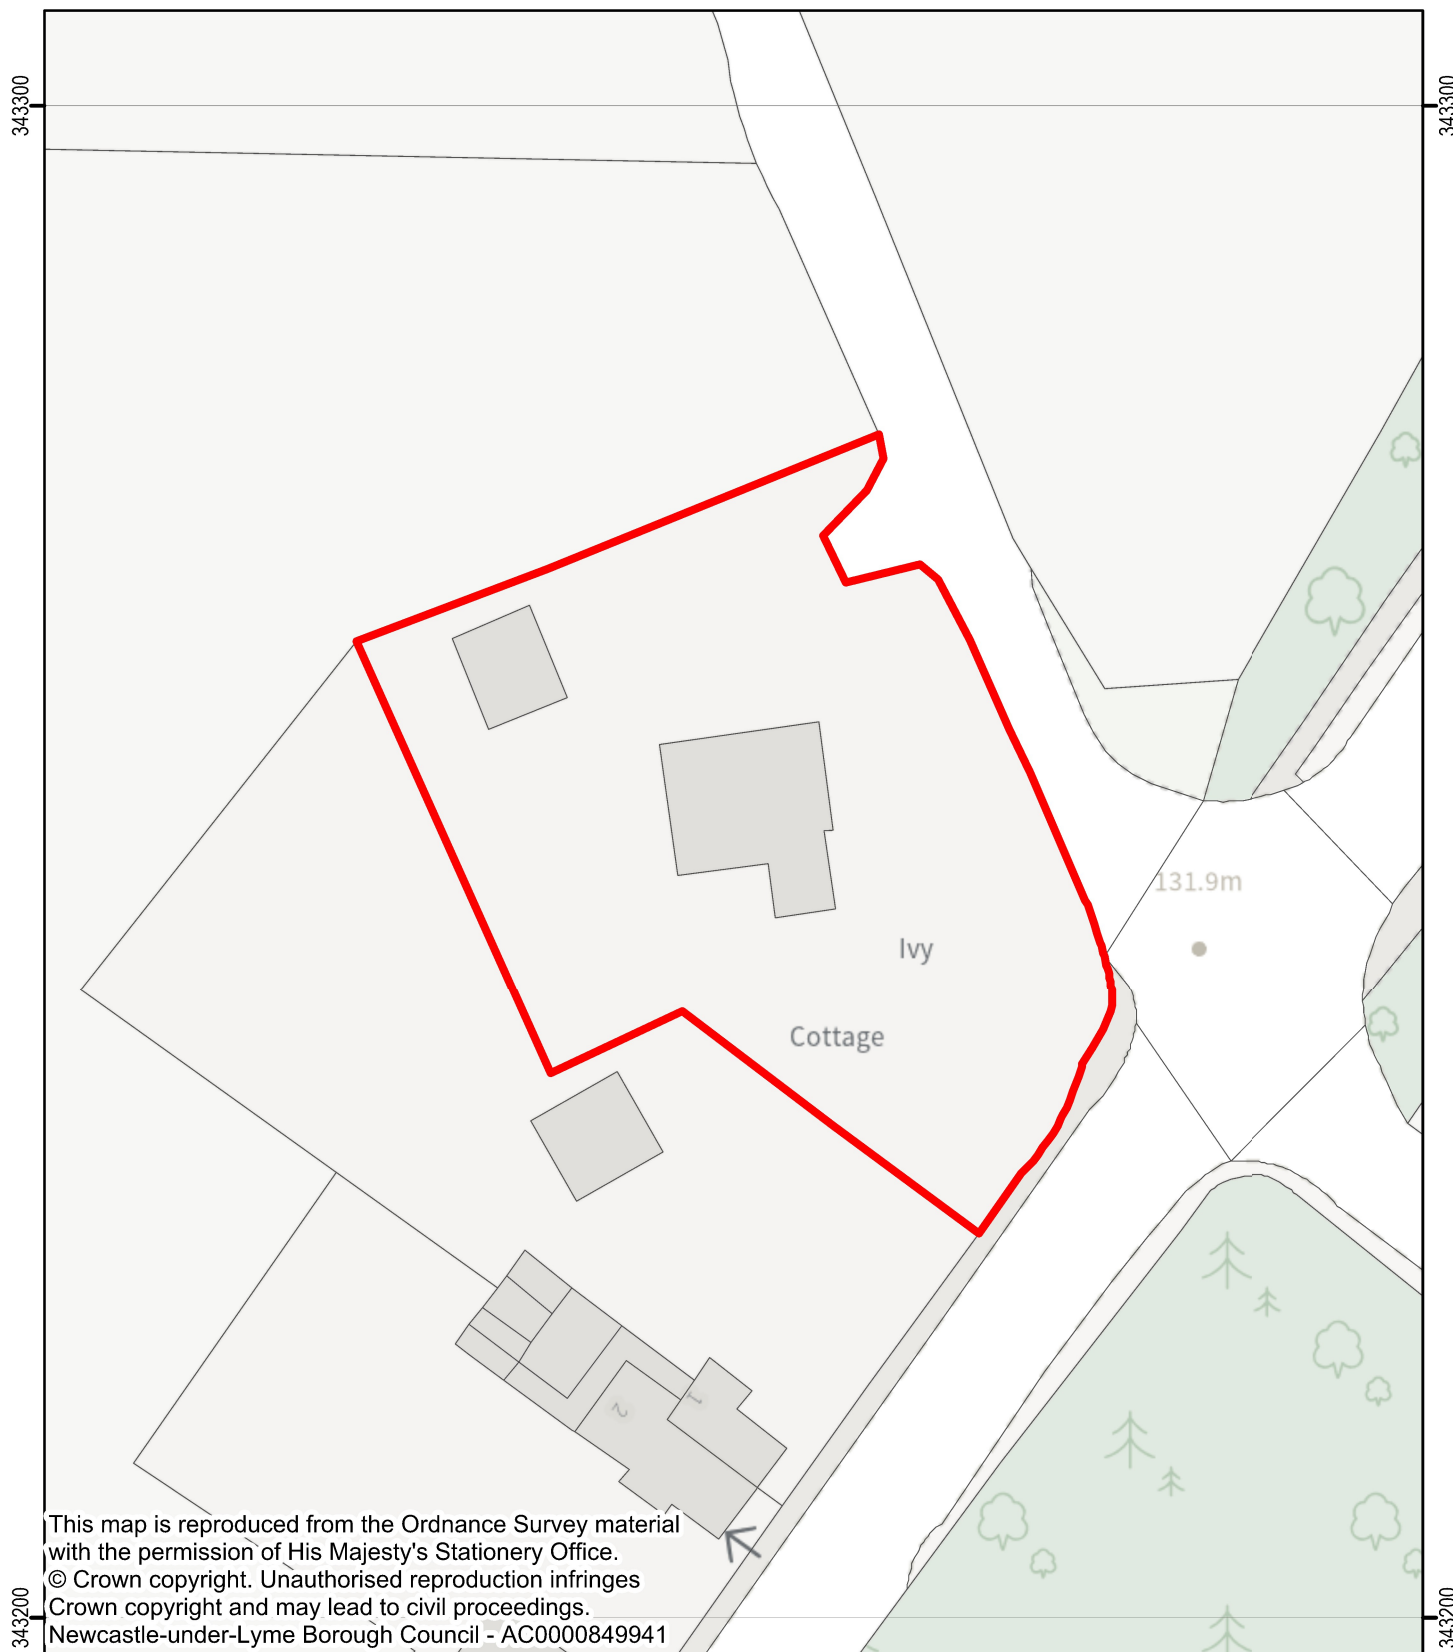 343300
343300
131.9m
Ivy
Cottage
1
2
This map is reproduced from the Ordnance Survey material
with the permission of His Majesty's Stationery Office.
© Crown copyright. Unauthorised reproduction infringes
Crown copyright and may lead to civil proceedings.
Newcastle-under-Lyme Borough Council - AC0000849941
343200
343200